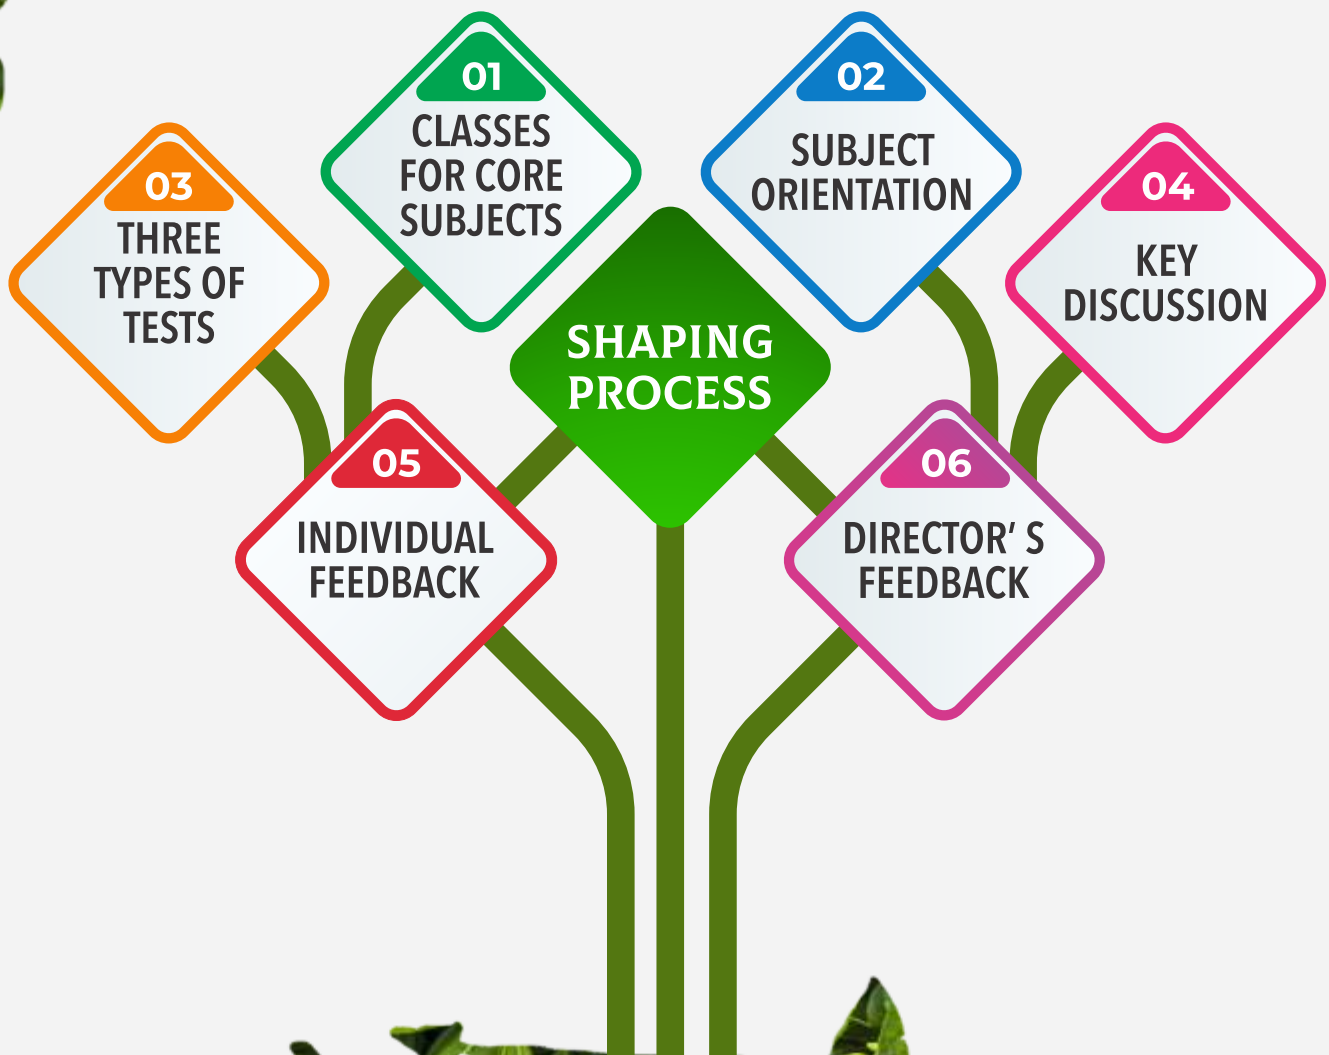 01
CLASSES
FOR CORE
SUBJECTS
02
SUBJECT
ORIENTATION
03
THREE
TYPES OF
TESTS
04
KEY
DISCUSSION
SHAPING
PROCESS
05
INDIVIDUAL
FEEDBACK
06
DIRECTOR’ S
FEEDBACK